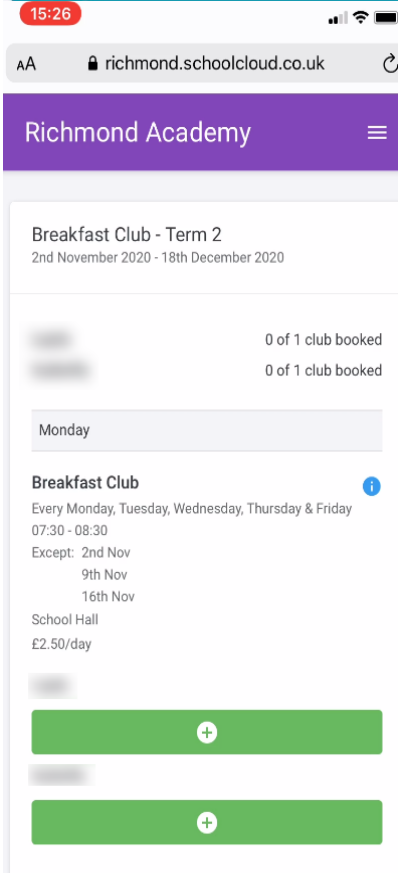 15:26
AA richmond.schoolcloud.co.uk
Richmond Academy
Breakfast Club - Term 2
2nd November 2020 - 18th December 2020
0 of 1 club booked
0 of 1 club booked
Monday
Breakfast Club
Every Monday, Tuesday, Wednesday, Thursday & Friday
07:30 - 08:30
Except: 2nd Nov
9th Nov
16th Nov
School Hall
£2.50/day